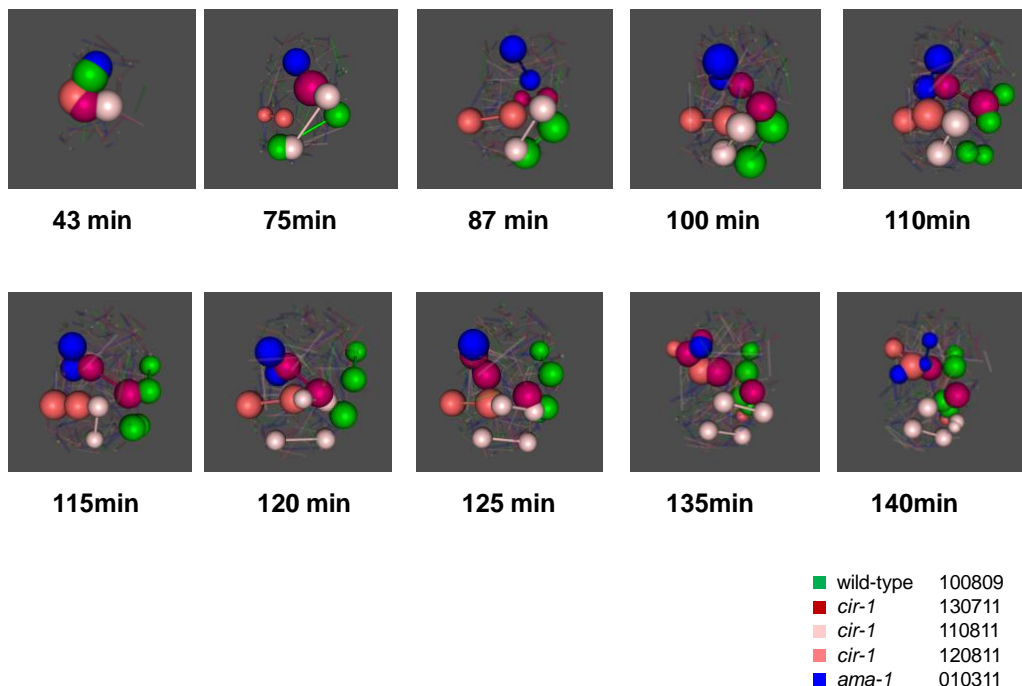 43 min 75min 87 min 100 min 110min
115min 120 min 125 min 135min 140min
wild-type 100809
cir-1 130711
cir-1 110811
cir-1 120811
ama-1 010311